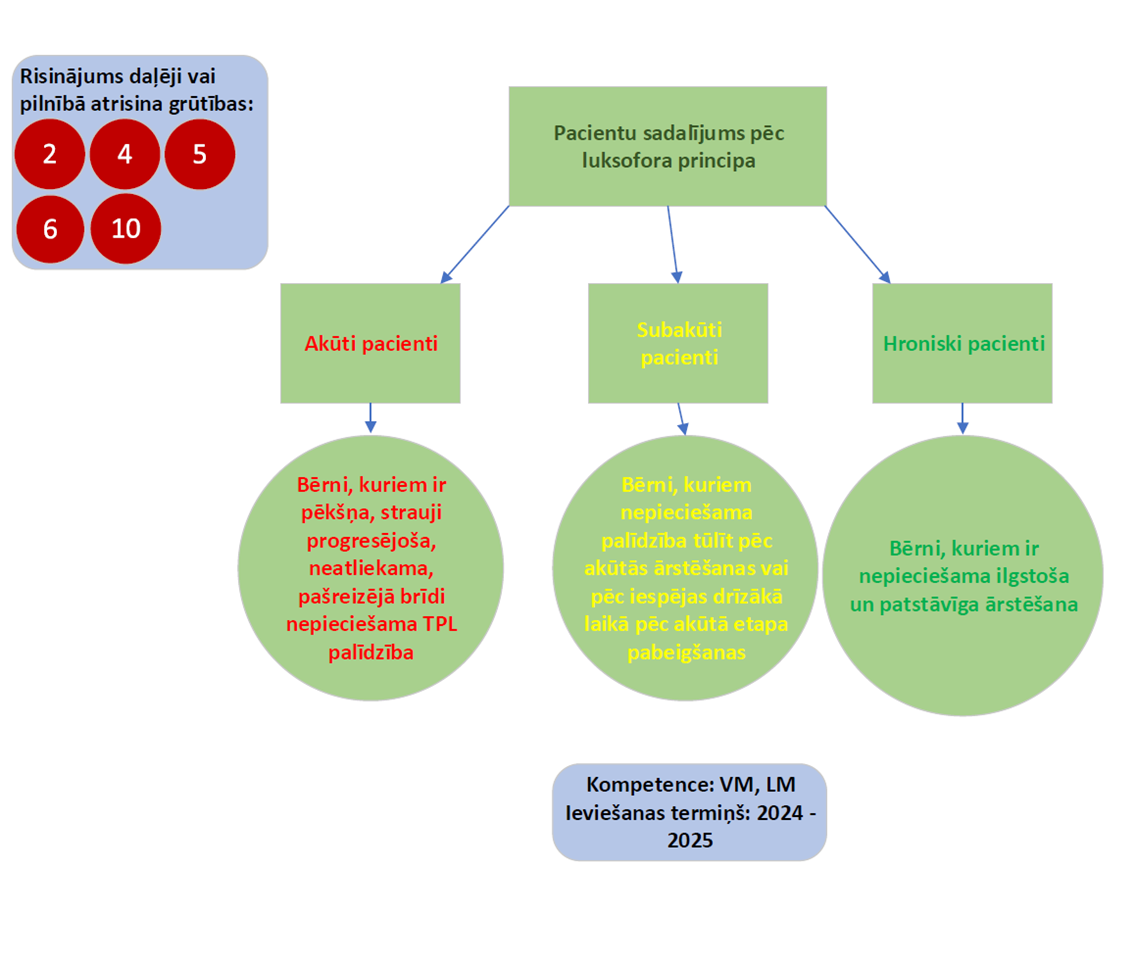 Risinājums daļēji vai
pilnībā atrisina grūtības:
2 4 5
6 10
Pacientu sadalījums pēc
luksofora principa
Akūti pacienti
Subakūti
pacienti
Hroniski pacienti
Bērni, kuriem ir
pēkšņa, strauji
progresējoša,
neatliekama,
pašreizējā brīdi
nepieciešama TPL
palīdzība
Bērni, kuriem
nepieciešama
palīdzība tūlīt pēc
akūtās ārstēšanas vai
pēc iespējas drīzākā
laikā pēc akūtā etapa
pabeigšanas
Bērni, kuriem ir
nepieciešama ilgstoša
un patstāvīga ārstēšana
Kompetence: VM, LM
Ieviešanas termiņš: 2024 -
2025